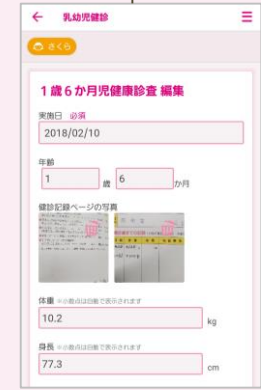 乳幼児健診
さくら
1歳6か月児健康診査 編集
実施日 必須
2018/02/10
年齢
1 歳 6 か月
健診記録ページの写真
体重 ※小数点は自動で表示されます
10.2 kg
身長 ※小数点は自動で表示されます
77.3 cm